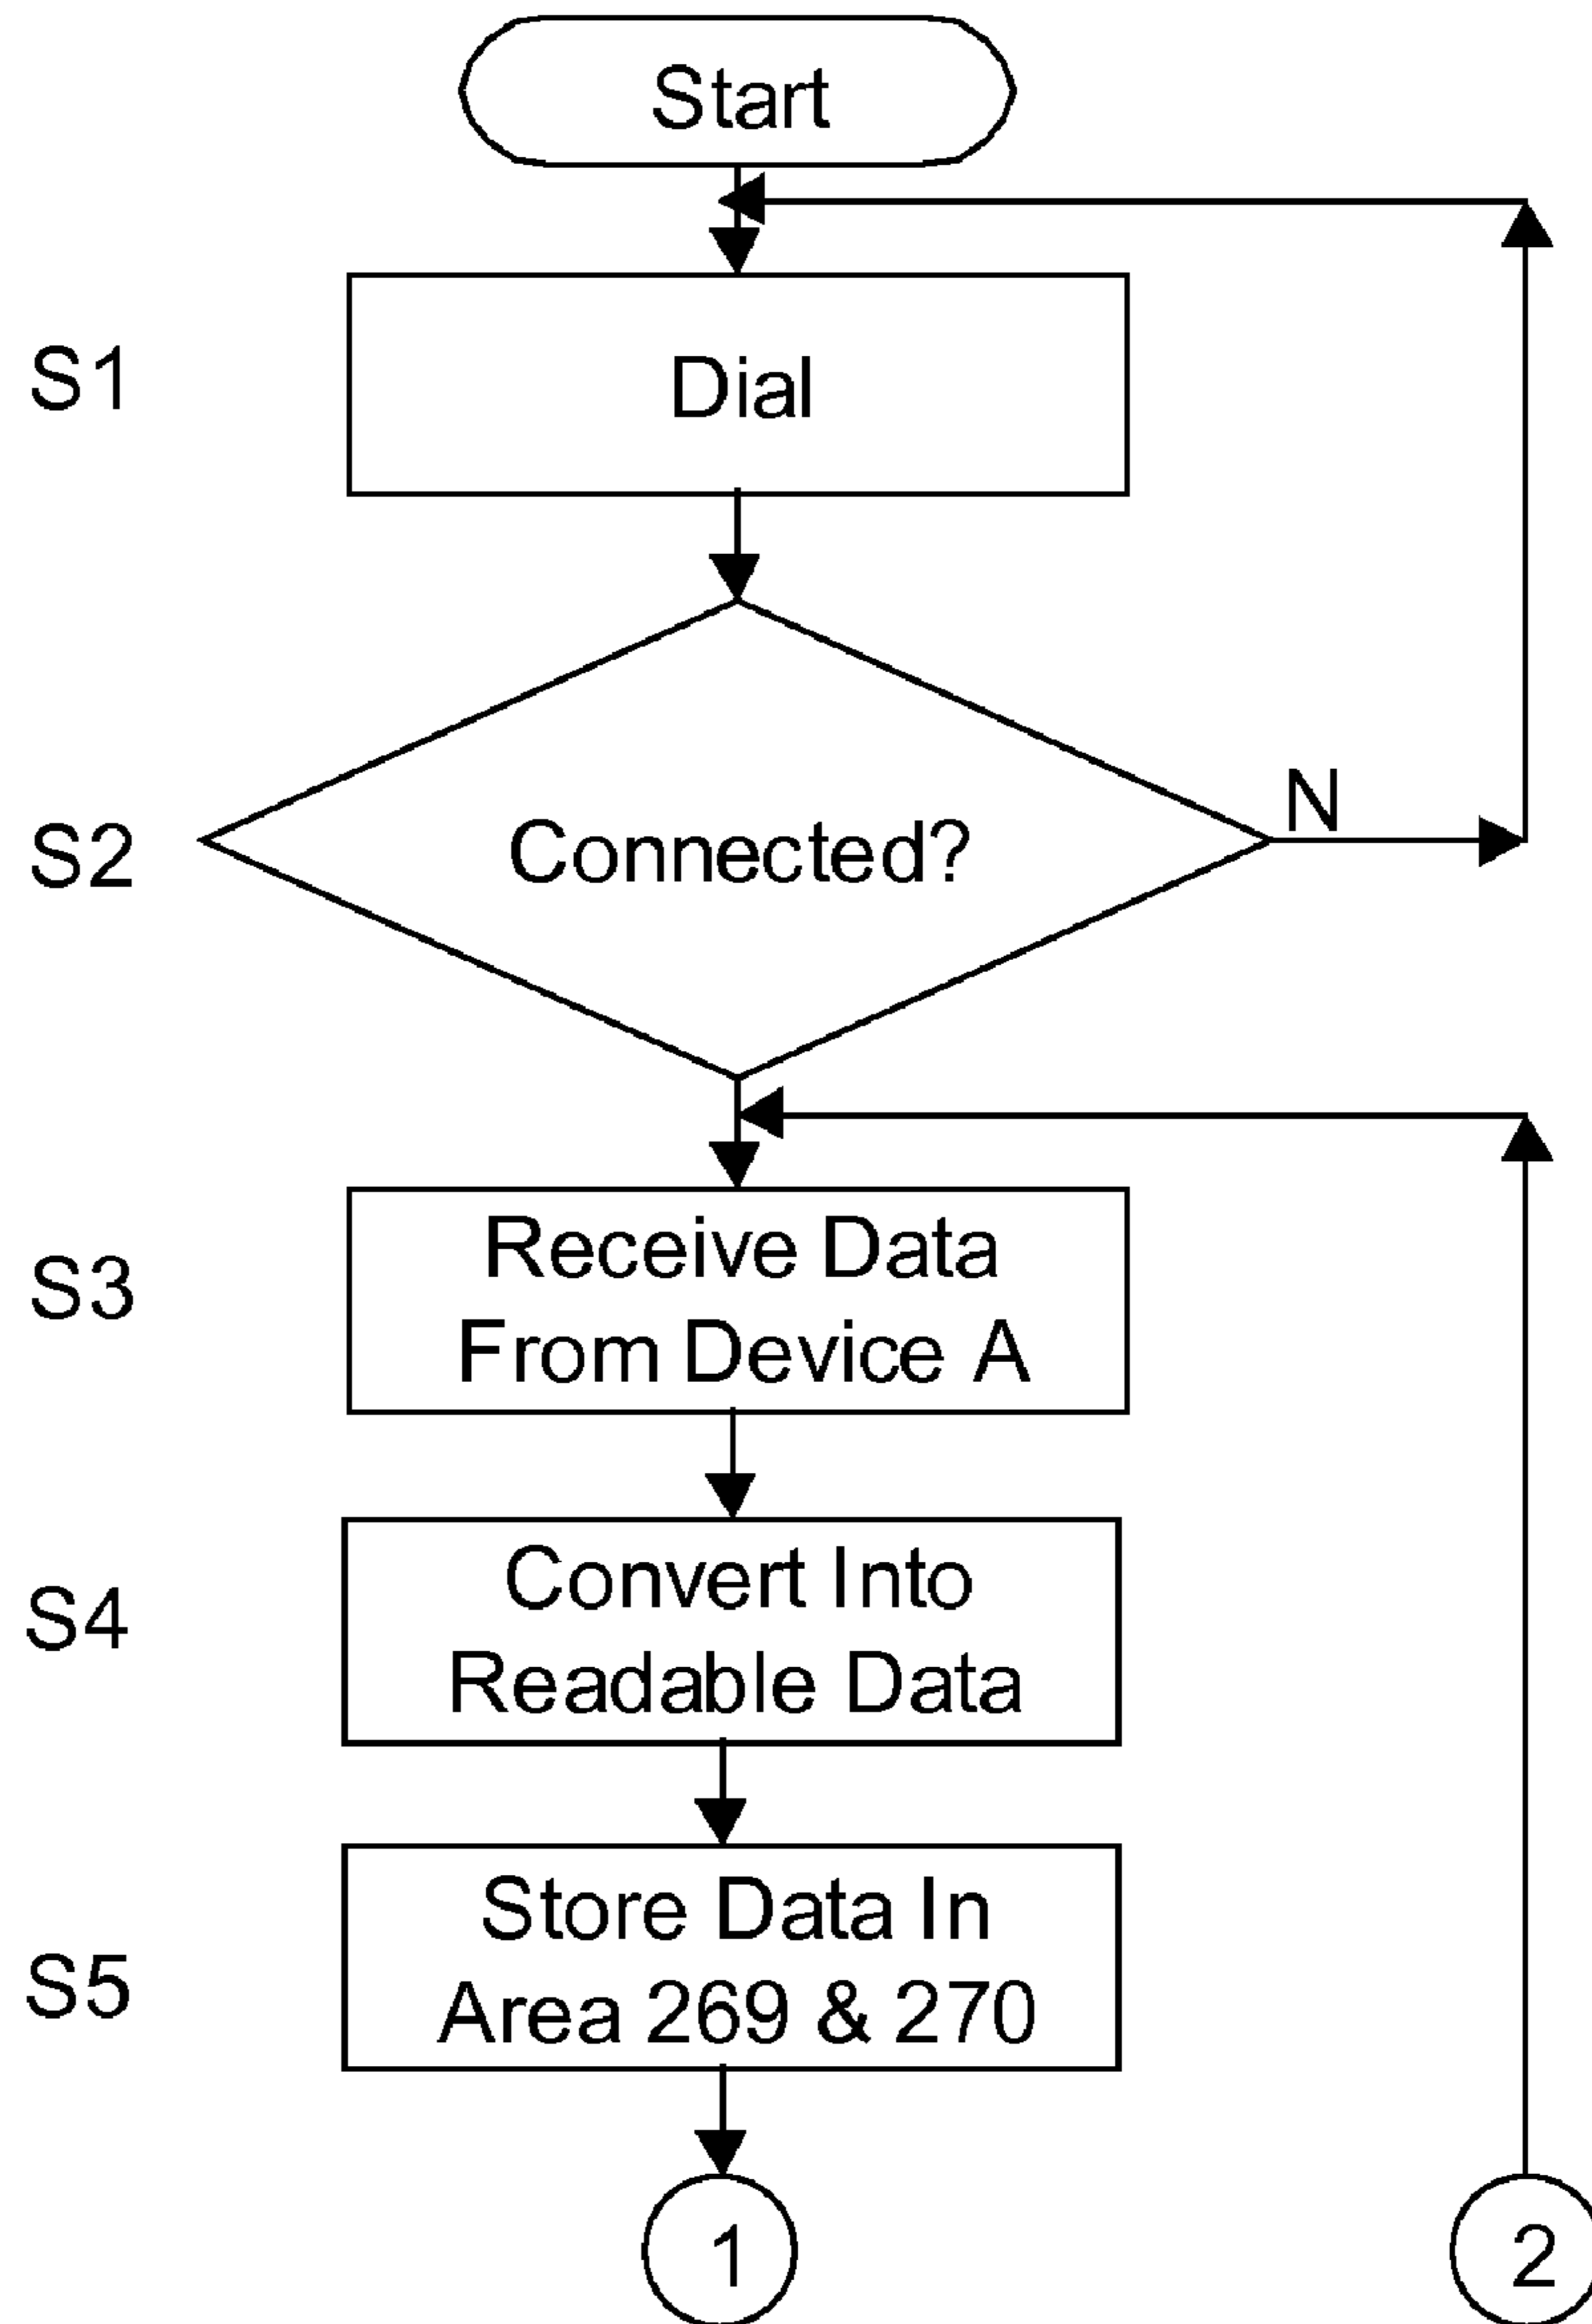 Start
S1
Dial
S2
Connected?
N
S3
Receive Data
From Device A
S4
Convert Into
Readable Data
S5
Store Data In
Area 269 & 270
1
2